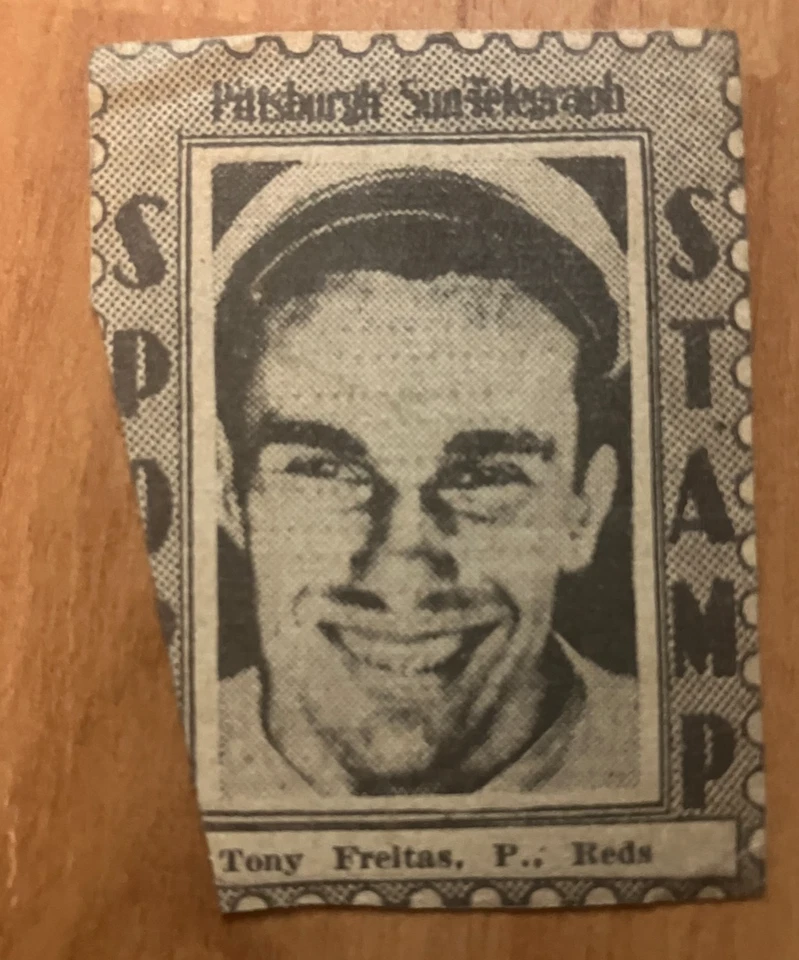 Pittsburgh Sun-Telegraph
S
P
O
STAMP
Tony Freitas, P., Reds